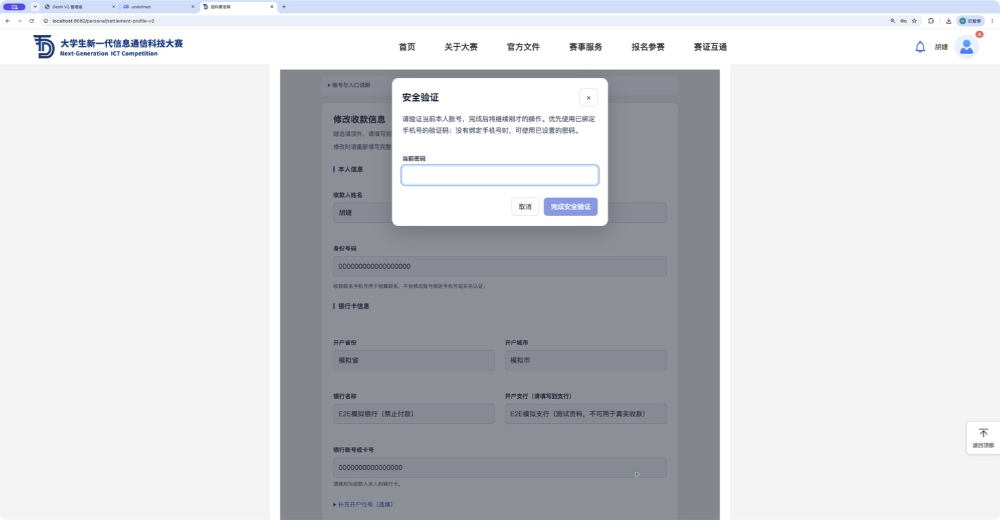 Deshi V2 管理端
DS undefined
信科赛官网
localhost:8082/personal/settlement-profile-v2
已暂停
大学生新一代信息通信科技大赛
Next-Generation ICT Competition
首页 关于大赛 官方文件 赛事服务 报名参赛 赛证互通
胡婕
4
账号与入口说明
安全验证
×
请验证当前本人账号，完成后将继续刚才的操作。优先使用已绑定
手机号的验证码；没有绑定手机号时，可使用已设置的密码。
当前密码
取消 完成安全验证
修改收款信息
除选填项外，请填写完
修改时请重新填写完整
本人信息
收款人姓名
胡婕
身份号码
000000000000000000
收款联系手机号用于结算联系，不会修改账号绑定手机号或实名认证。
银行卡信息
开户省份 开户城市
模拟省 模拟市
银行名称 开户支行（请填写到支行）
E2E模拟银行（禁止付款） E2E模拟支行（测试资料，不可用于真实收款）
银行账号或卡号
0000000000000000
请核对为收款人本人的银行卡。
补充开户行号（选填）
返回顶部